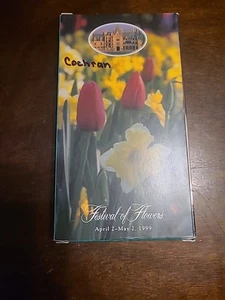 Cochran
Festival of Flowers
April 2-May 2, 1999